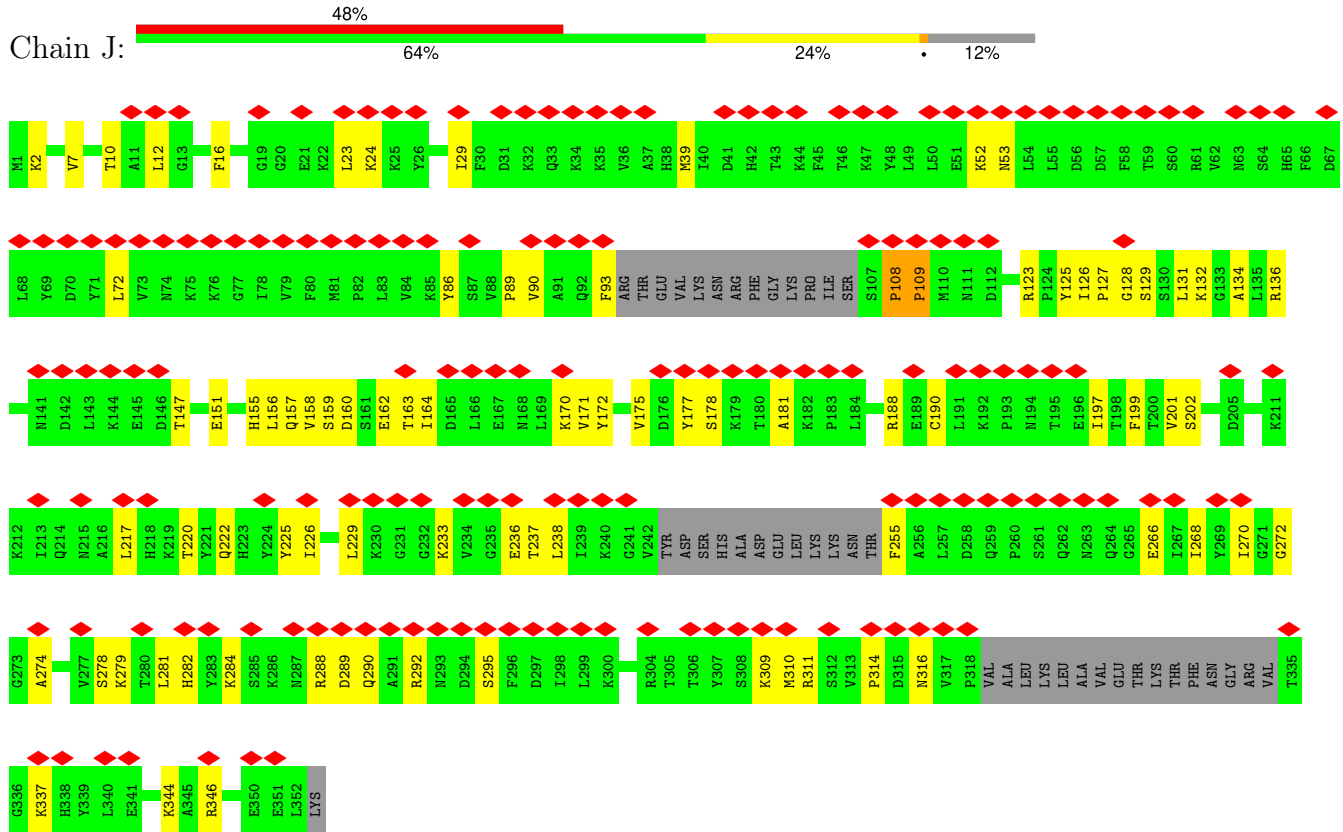 48%
Chain J:
64% 24% • 12%
M1 K2 V7 T10 A11 L12 G13 F16 G19 G20 E21 K22 L23 K24 K25 Y26 I29 F30 D31 K32 Q33 K34 K35 V36 A37 H38 M39 I40 D41 H42 T43 K44 F45 T46 K47 Y48 L49 L50 E51 K52 N53 L54 L55 D56 D57 F58 T59 S60 R61 V62 N63 S64 H65 F66 D67
L68 Y69 D70 Y71 L72 V73 N74 K75 K76 G77 I78 V79 F80 M81 P82 L83 V84 K85 Y86 S87 V88 P89 V90 A91 Q92 F93 ARG THR GLU VAL LYS ASN ARG PHE GLY LYS PRO ILE SER S107 P108 P109 M110 N111 D112 R123 P124 Y125 I126 P127 G128 S129 S130 L131 K132 G133 A134 L135 R136
N141 D142 L143 K144 E145 D146 T147 E151 H155 L156 Q157 V158 S159 D160 S161 E162 T163 I164 D165 L166 E167 N168 L169 K170 V171 Y172 V175 D176 Y177 S178 K179 T180 A181 K182 P183 L184 R188 E189 C190 L191 K192 P193 N194 T195 E196 I197 T198 F199 T200 V201 S202 D205 K211
K212 I213 Q214 N215 A216 L217 H218 K219 T220 V221 Q222 H223 Y224 Y225 I226 L229 K230 G231 G232 K233 V234 Q235 E236 T237 L238 I239 K240 G241 V242 TYR ASP SER HIS ALA ASP GLU LEU LYS LYS ASN THR F255 A256 L257 D258 Q259 P260 S261 Q262 N263 Q264 G265 E266 I267 I268 Y269 I270 G271 G272
G273 A274 V277 S278 K279 T280 L281 H282 Y283 K284 S285 K286 N287 R288 D289 Q290 A291 R292 N293 D294 S295 F296 D297 I298 L299 K300 R304 T305 T306 Y307 S308 K309 M310 R311 S312 V313 P314 D315 N316 V317 P318 VAL ALA LEU LYS LEU ALA VAL GLU THR LYS THR PHE ASN GLY ARG VAL T335
G336 K337 H338 Y339 L340 E341 K344 A345 R346 E350 E351 L352 LYS